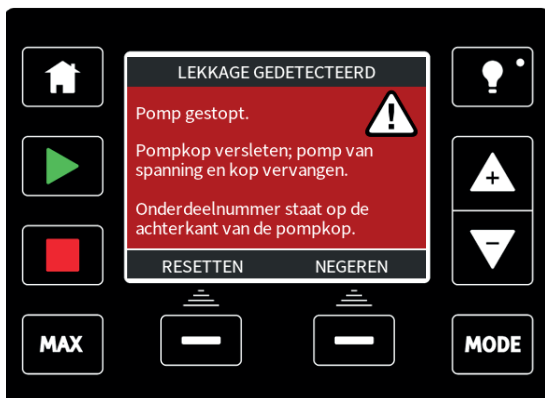 LEKKAGE GEDETECTEERD
Pomp gestopt.
Pompkop versleten; pomp van
spanning en kop vervangen.
Onderdeelnummer staat op de
achterkant van de pompkop.
RESETTEN NEGEREN
MAX
MODE